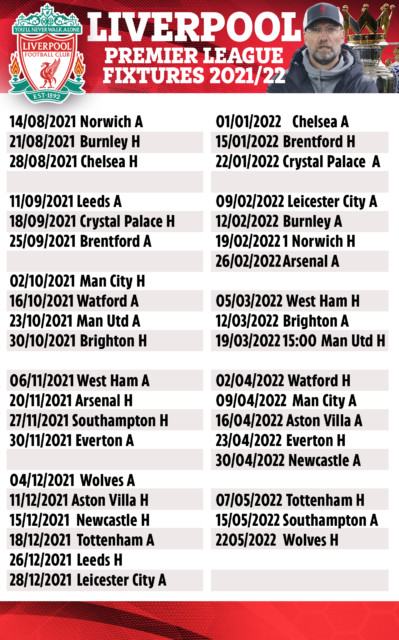 YOU'LL NEVER WALK ALONE
LIVERPOOL
FOOTBALL CLUB
EST·1892
LIVERPOOL
PREMIER LEAGUE
FIXTURES 2021/22
14/08/2021 Norwich A
21/08/2021 Burnley H
28/08/2021 Chelsea H
11/09/2021 Leeds A
18/09/2021 Crystal Palace H
25/09/2021 Brentford A
02/10/2021 Man City H
16/10/2021 Watford A
23/10/2021 Man Utd A
30/10/2021 Brighton H
06/11/2021 West Ham A
20/11/2021 Arsenal H
27/11/2021 Southampton H
30/11/2021 Everton A
04/12/2021 Wolves A
11/12/2021 Aston Villa H
15/12/2021 Newcastle H
18/12/2021 Tottenham A
26/12/2021 Leeds H
28/12/2021 Leicester City A
01/01/2022 Chelsea A
15/01/2022 Brentford H
22/01/2022 Crystal Palace A
09/02/2022 Leicester City A
12/02/2022 Burnley A
19/02/2022 1 Norwich H
26/02/2022 Arsenal A
05/03/2022 West Ham H
12/03/2022 Brighton A
19/03/2022 15:00 Man Utd H
02/04/2022 Watford H
09/04/2022 Man City A
16/04/2022 Aston Villa A
23/04/2022 Everton H
30/04/2022 Newcastle A
07/05/2022 Tottenham H
15/05/2022 Southampton A
2205/2022 Wolves H